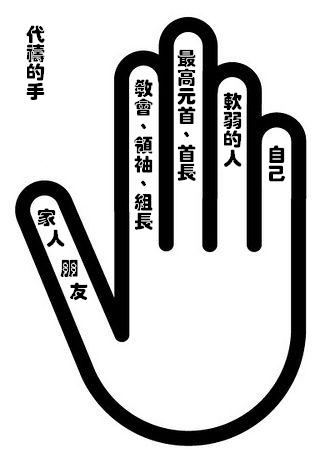 代禱的手
家人朋友
教會、領袖、組長
最高元首、首長
軟弱的人
自己